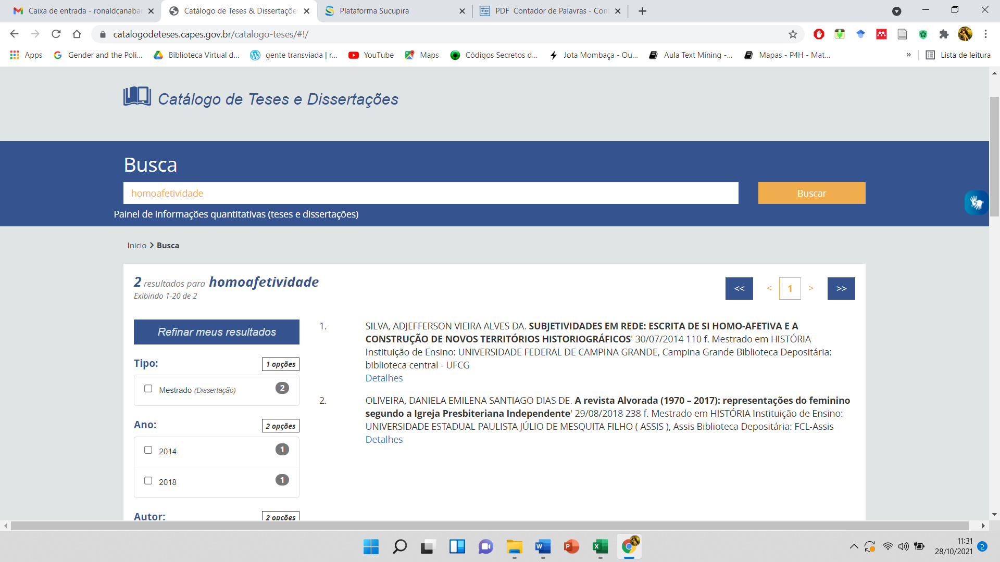 Caixa de entrada - ronaldcanabar
Catálogo de Teses & Dissertaçõe
Plataforma Sucupira
PDF Contador de Palavras - Con
catalogodeteses.capes.gov.br/catalogo-teses/#!/
Apps
Gender and the Poli...
Biblioteca Virtual d...
gente transviada | r...
YouTube
Maps
Códigos Secretos d...
Jota Mombaça - Ou...
Aula Text Mining -...
Mapas - P4H - Mat...
»
Lista de leitura
Catálogo de Teses e Dissertações
Busca
homoafetividade
Buscar
Painel de informações quantitativas (teses e dissertações)
Inicio > Busca
2 resultados para homoafetividade
Exibindo 1-20 de 2
<< < 1 > >>
Refinar meus resultados
Tipo: 1 opções
Mestrado (Dissertação) 2
Ano: 2 opções
2014 1
2018 1
Autor: 2 opções
1. SILVA, ADJEFFERSON VIEIRA ALVES DA. SUBJETIVIDADES EM REDE: ESCRITA DE SI HOMO-AFETIVA E A
CONSTRUÇÃO DE NOVOS TERRITÓRIOS HISTORIOGRÁFICOS' 30/07/2014 110 f. Mestrado em HISTÓRIA
Instituição de Ensino: UNIVERSIDADE FEDERAL DE CAMPINA GRANDE, Campina Grande Biblioteca Depositária:
biblioteca central - UFCG
Detalhes
2. OLIVEIRA, DANIELA EMILENA SANTIAGO DIAS DE. A revista Alvorada (1970 – 2017): representações do feminino
segundo a Igreja Presbiteriana Independente' 29/08/2018 238 f. Mestrado em HISTÓRIA Instituição de Ensino:
UNIVERSIDADE ESTADUAL PAULISTA JÚLIO DE MESQUITA FILHO ( ASSIS ), Assis Biblioteca Depositária: FCL-Assis
Detalhes
11:31
28/10/2021
2